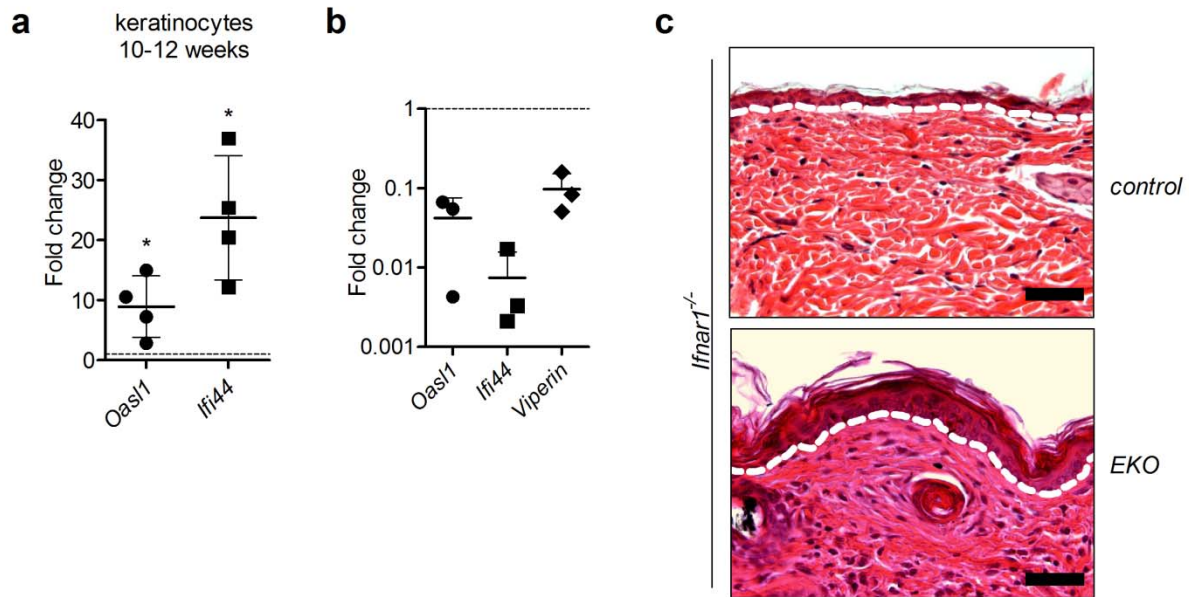 a
keratinocytes
10-12 weeks
Fold change
40
30
20
10
0
*
*
Oasl1
Ifi44
b
Fold change
1
0.1
0.01
0.001
Oasl1
Ifi44
Viperin
c
Ifnar1-/-
control
EKO